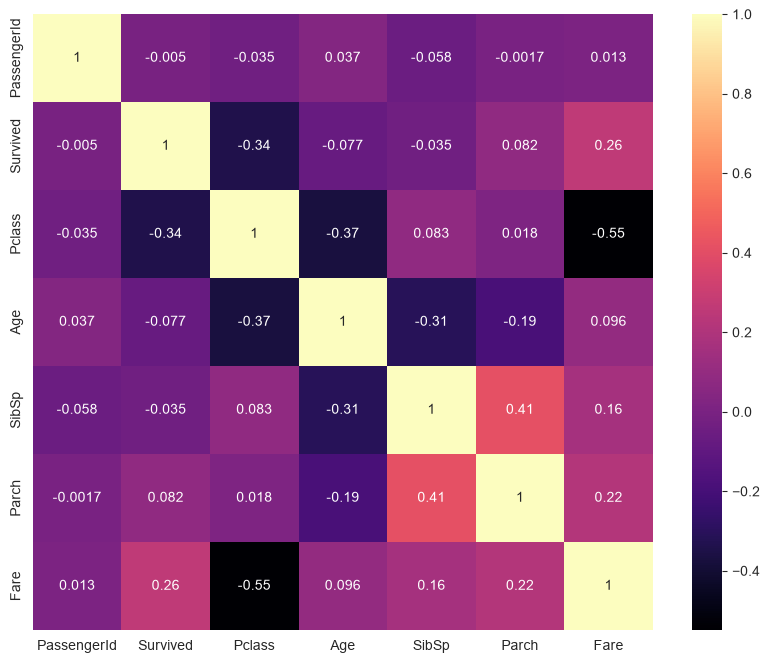 PassengerId 1 -0.005 -0.035 0.037 -0.058 -0.0017 0.013
Survived -0.005 1 -0.34 -0.077 -0.035 0.082 0.26
Pclass -0.035 -0.34 1 -0.37 0.083 0.018 -0.55
Age 0.037 -0.077 -0.37 1 -0.31 -0.19 0.096
SibSp -0.058 -0.035 0.083 -0.31 1 0.41 0.16
Parch -0.0017 0.082 0.018 -0.19 0.41 1 0.22
Fare 0.013 0.26 -0.55 0.096 0.16 0.22 1
PassengerId Survived Pclass Age SibSp Parch Fare
1.0
0.8
0.6
0.4
0.2
0.0
−0.2
−0.4